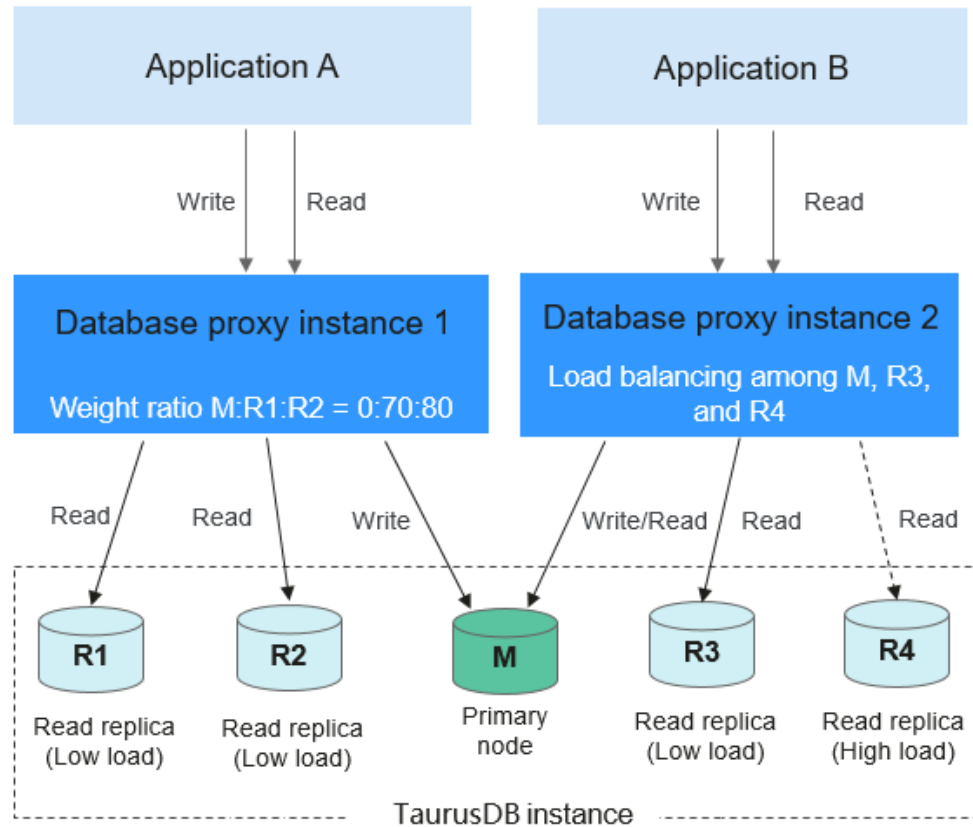 Application A
Application B
Write
Read
Write
Read
Database proxy instance 1
Weight ratio M:R1:R2 = 0:70:80
Database proxy instance 2
Load balancing among M, R3,
and R4
Read
Read
Write
Write/Read
Read
Read
R1
R2
M
R3
R4
Read replica
(Low load)
Read replica
(Low load)
Primary
node
Read replica
(Low load)
Read replica
(High load)
TaurusDB instance